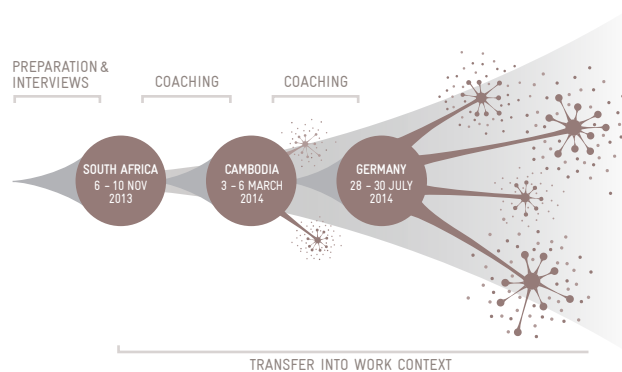 PREPARATION &
INTERVIEWS
COACHING
COACHING
SOUTH AFRICA
6 – 10 NOV
2013
CAMBODIA
3 – 6 MARCH
2014
GERMANY
28 – 30 JULY
2014
TRANSFER INTO WORK CONTEXT